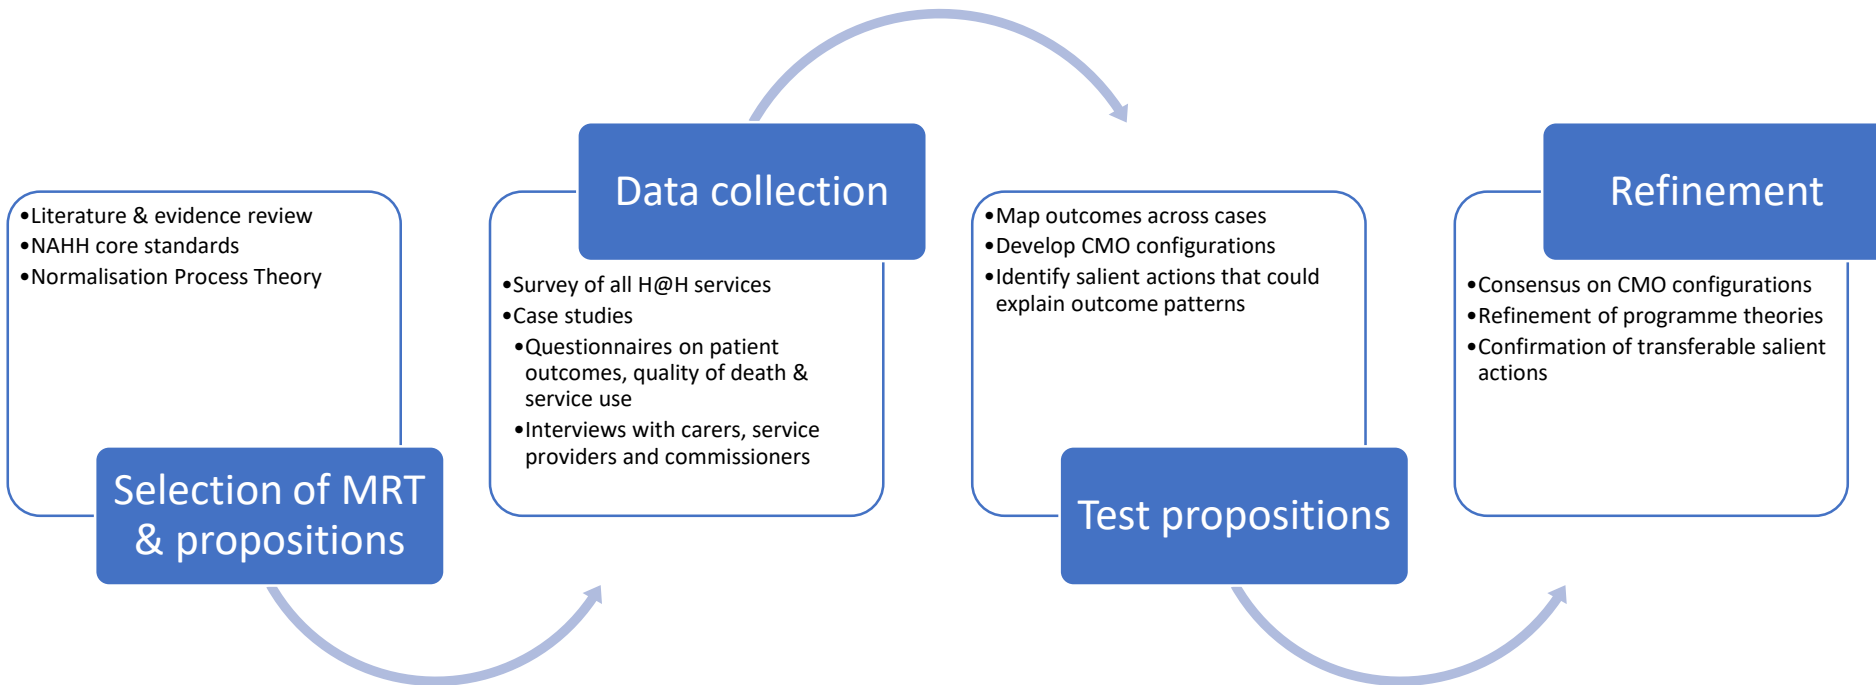 •Literature & evidence review
•NAHH core standards
•Normalisation Process Theory
Selection of MRT
& propositions
Data collection
•Survey of all H@H services
•Case studies
•Questionnaires on patient
outcomes, quality of death &
service use
•Interviews with carers, service
providers and commissioners
•Map outcomes across cases
•Develop CMO configurations
•Identify salient actions that could
explain outcome patterns
Test propositions
Refinement
•Consensus on CMO configurations
•Refinement of programme theories
•Confirmation of transferable salient
actions